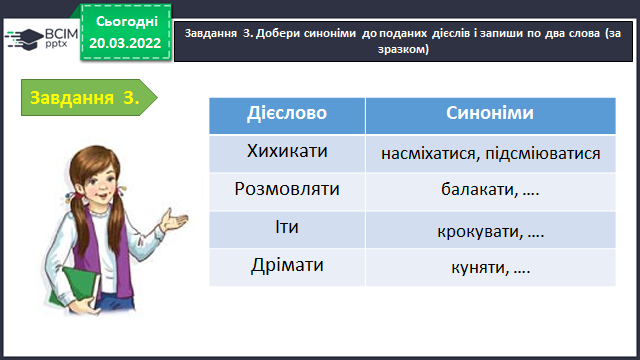 BCIM
pptx
Сьогодні
20.03.2022
Завдання 3. Добери синоніми до поданих дієслів і запиши по два слова (за
зразком)
Завдання 3.
Дієслово Синоніми
Хихикати насміхатися, підсміюватися
Розмовляти балакати, ....
Іти крокувати, ....
Дрімати куняти, ....